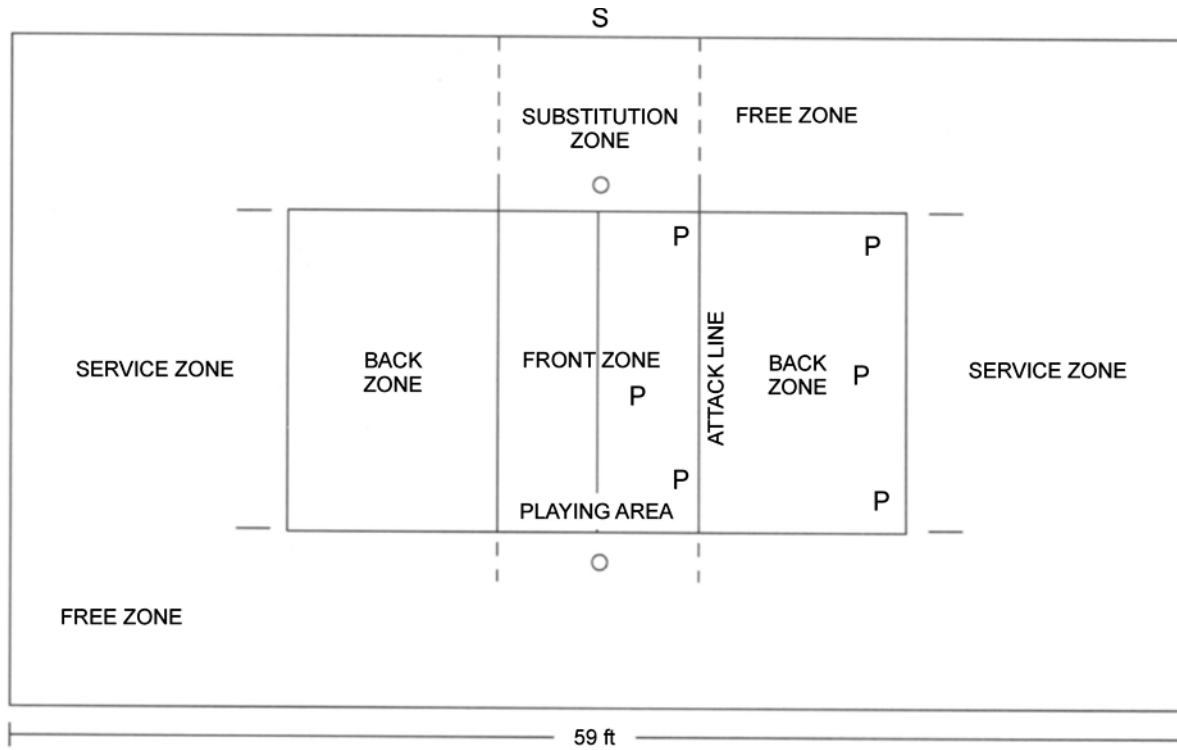 S
SUBSTITUTION
ZONE
FREE ZONE
P
P
SERVICE ZONE
BACK
ZONE
FRONT ZONE
P
ATTACK LINE
BACK
ZONE
P
SERVICE ZONE
P
P
PLAYING AREA
FREE ZONE
59 ft